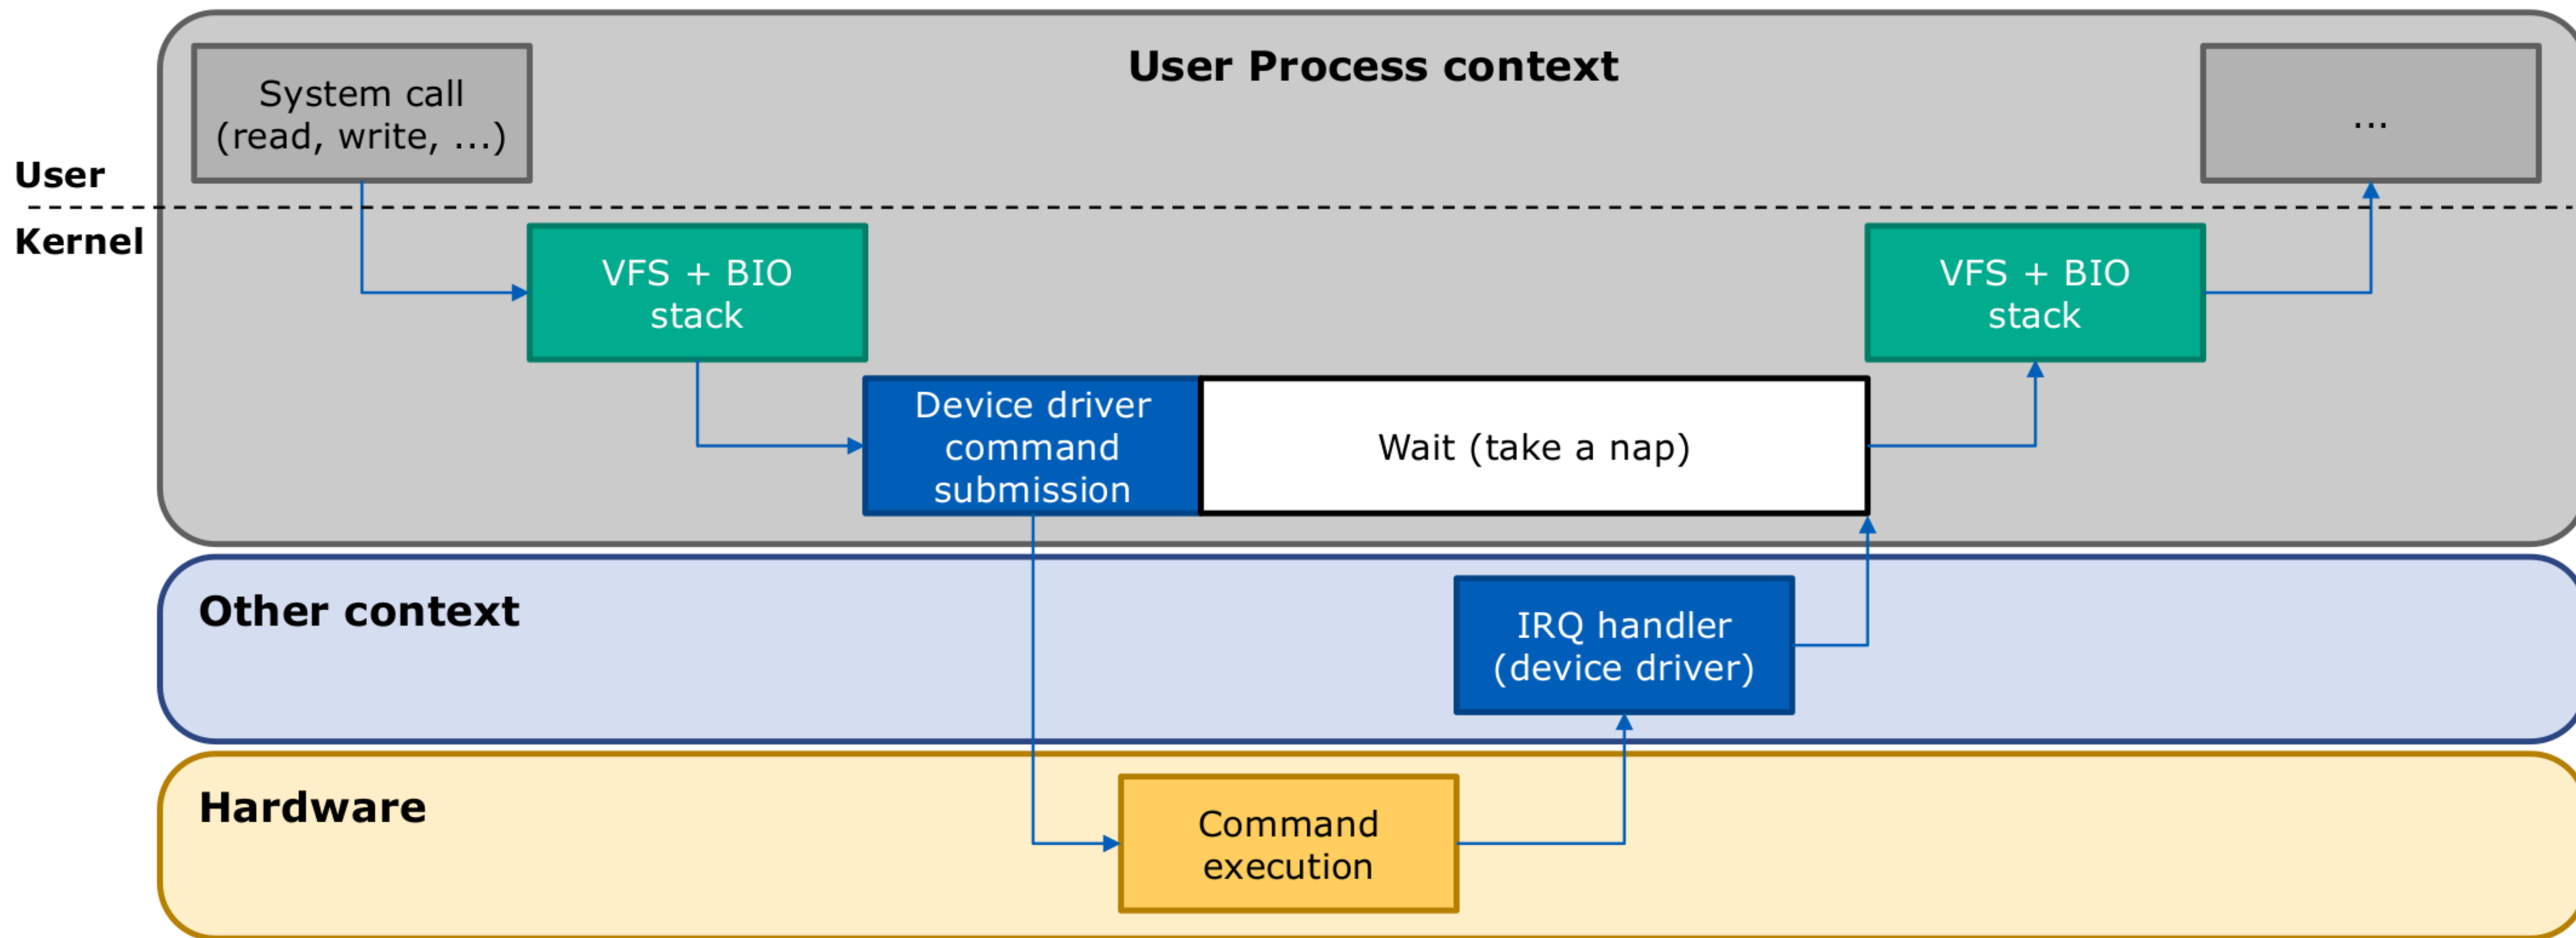 User Process context
System call
(read, write, ...)
...
User
Kernel
VFS + BIO
stack
VFS + BIO
stack
Device driver
command
submission
Wait (take a nap)
Other context
IRQ handler
(device driver)
Hardware
Command
execution